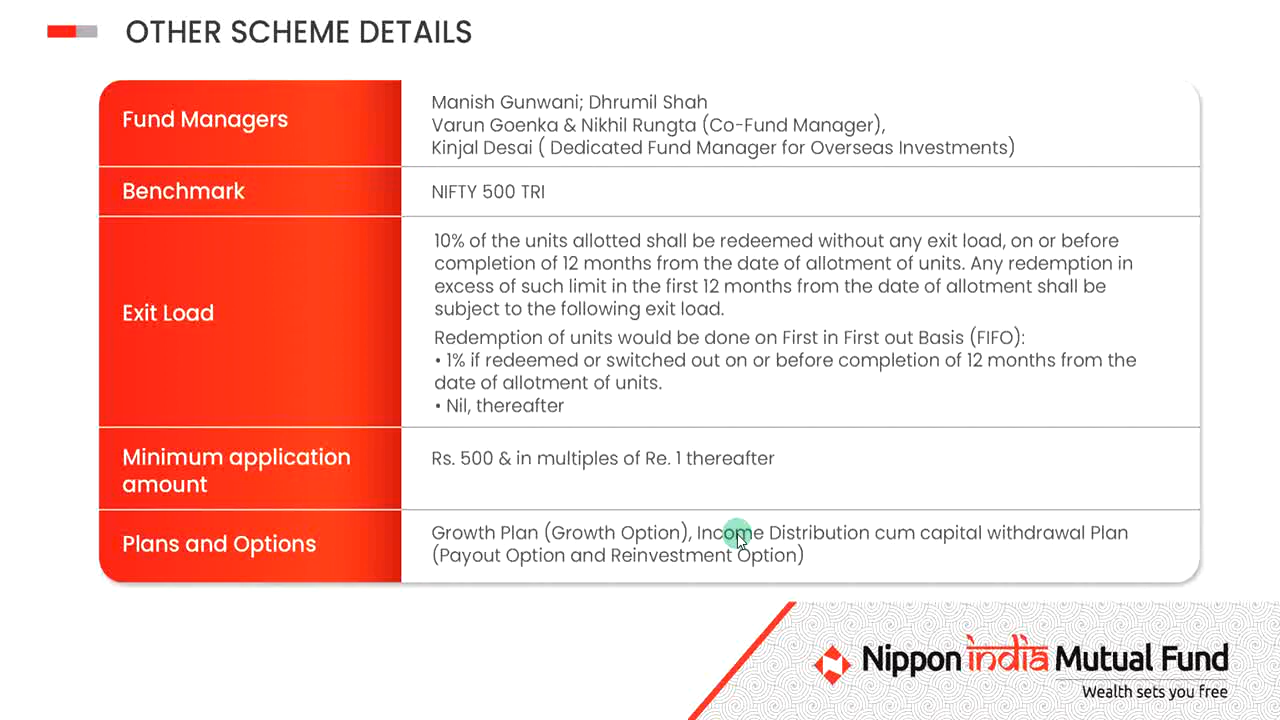 OTHER SCHEME DETAILS
Fund Managers
Manish Gunwani; Dhrumil Shah
Varun Goenka & Nikhil Rungta (Co-Fund Manager),
Kinjal Desai ( Dedicated Fund Manager for Overseas Investments)
Benchmark
NIFTY 500 TRI
Exit Load
10% of the units allotted shall be redeemed without any exit load, on or before
completion of 12 months from the date of allotment of units. Any redemption in
excess of such limit in the first 12 months from the date of allotment shall be
subject to the following exit load.
Redemption of units would be done on First in First out Basis (FIFO):
• 1% if redeemed or switched out on or before completion of 12 months from the
date of allotment of units.
• Nil, thereafter
Minimum application
amount
Rs. 500 & in multiples of Re. 1 thereafter
Plans and Options
Growth Plan (Growth Option), Income Distribution cum capital withdrawal Plan
(Payout Option and Reinvestment Option)
Nippon india Mutual Fund
Wealth sets you free